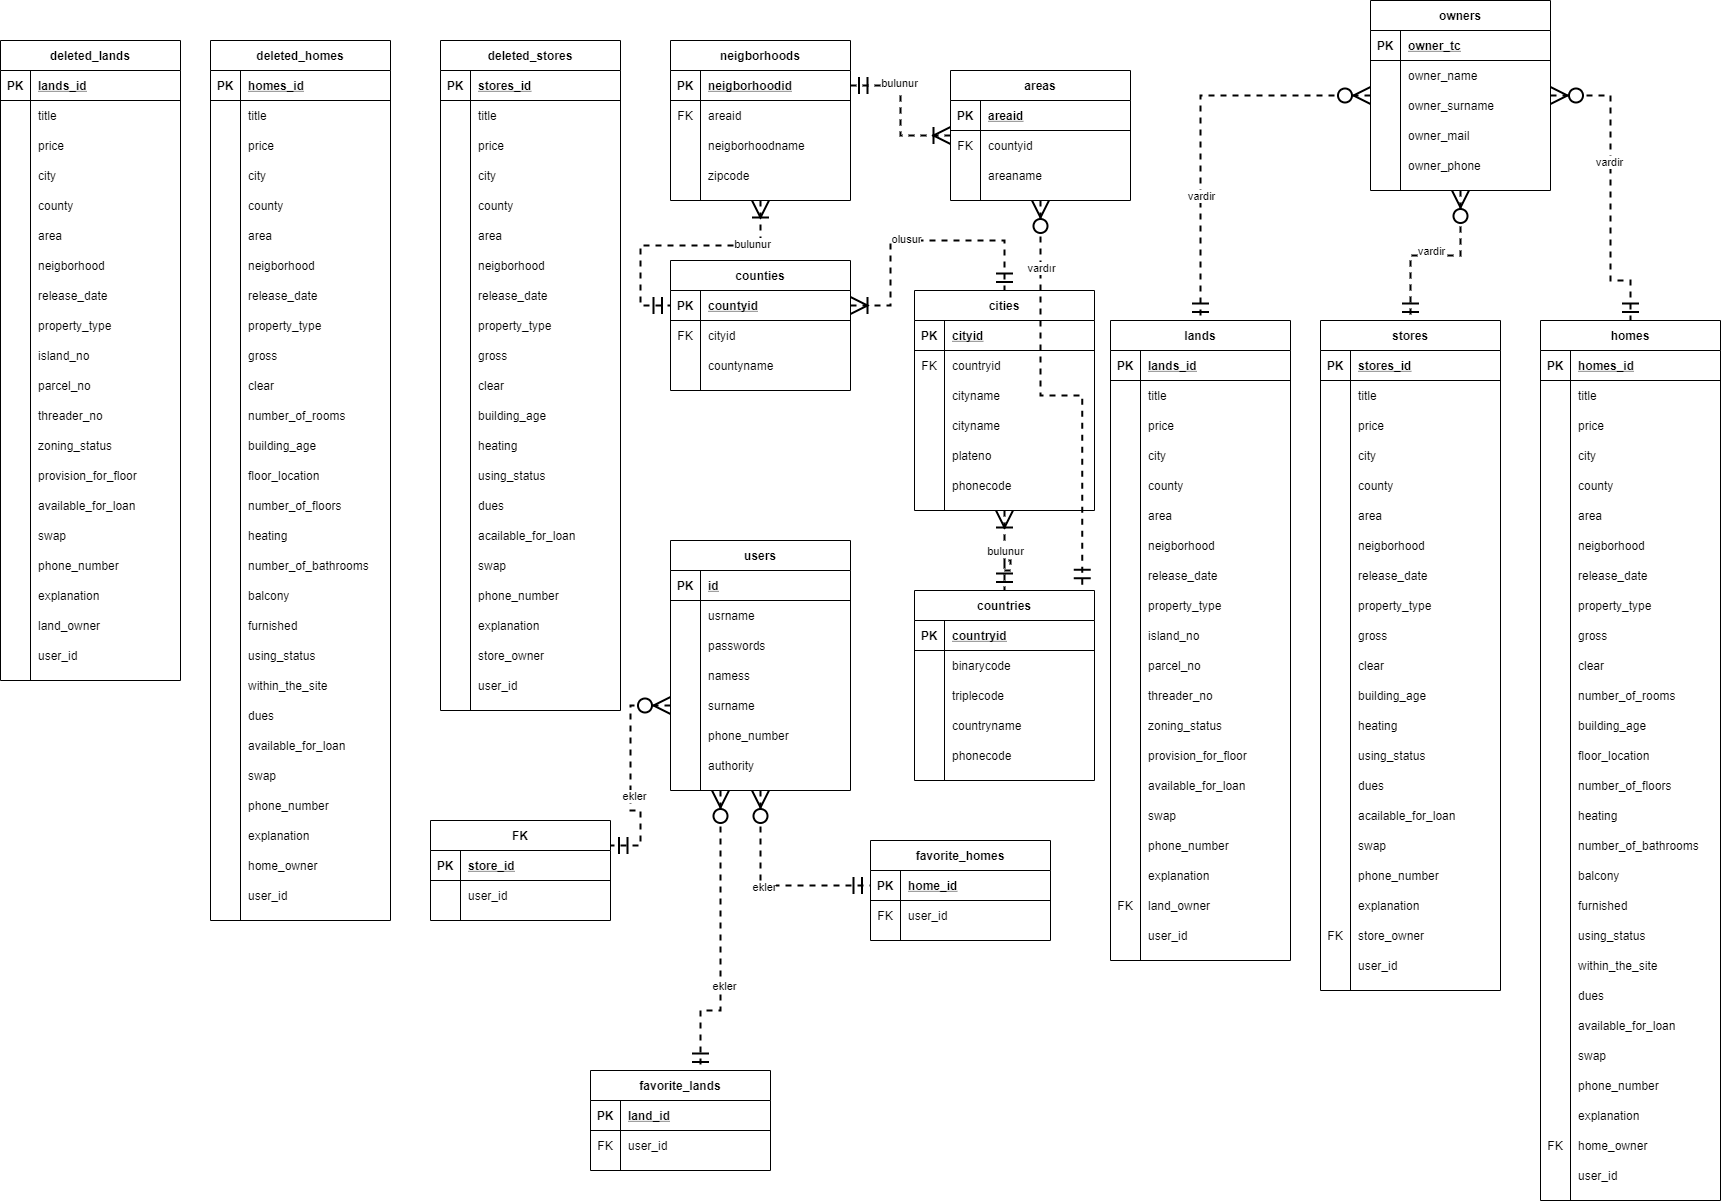 deleted_lands
PK lands_id
title
price
city
county
area
neigborhood
release_date
property_type
island_no
parcel_no
threader_no
zoning_status
provision_for_floor
available_for_loan
swap
phone_number
explanation
land_owner
user_id
deleted_homes
PK homes_id
title
price
city
county
area
neigborhood
release_date
property_type
gross
clear
number_of_rooms
building_age
floor_location
number_of_floors
heating
number_of_bathrooms
balcony
furnished
using_status
within_the_site
dues
available_for_loan
swap
phone_number
explanation
home_owner
user_id
deleted_stores
PK stores_id
title
price
city
county
area
neigborhood
release_date
property_type
gross
clear
building_age
heating
using_status
dues
acailable_for_loan
swap
phone_number
explanation
store_owner
user_id
neigborhoods
PK neigborhoodid
FK areaid
neigborhoodname
zipcode
bulunur
areas
PK areaid
FK countyid
areaname
bulunur
olusur
vardır
counties
PK countyid
FK cityid
countyname
cities
PK cityid
FK countryid
cityname
cityname
plateno
phonecode
bulunur
countries
PK countryid
binarycode
triplecode
countryname
phonecode
users
PK id
usrname
passwords
namess
surname
phone_number
authority
ekler
FK
PK store_id
user_id
ekler
favorite_homes
PK home_id
FK user_id
ekler
favorite_lands
PK land_id
FK user_id
owners
PK owner_tc
owner_name
owner_surname
owner_mail
owner_phone
vardir
vardir
vardir
lands
PK lands_id
title
price
city
county
area
neigborhood
release_date
property_type
island_no
parcel_no
threader_no
zoning_status
provision_for_floor
available_for_loan
swap
phone_number
explanation
FK land_owner
user_id
stores
PK stores_id
title
price
city
county
area
neigborhood
release_date
property_type
gross
clear
building_age
heating
using_status
dues
acailable_for_loan
swap
phone_number
explanation
FK store_owner
user_id
homes
PK homes_id
title
price
city
county
area
neigborhood
release_date
property_type
gross
clear
number_of_rooms
building_age
floor_location
number_of_floors
heating
number_of_bathrooms
balcony
furnished
using_status
within_the_site
dues
available_for_loan
swap
phone_number
explanation
FK home_owner
user_id